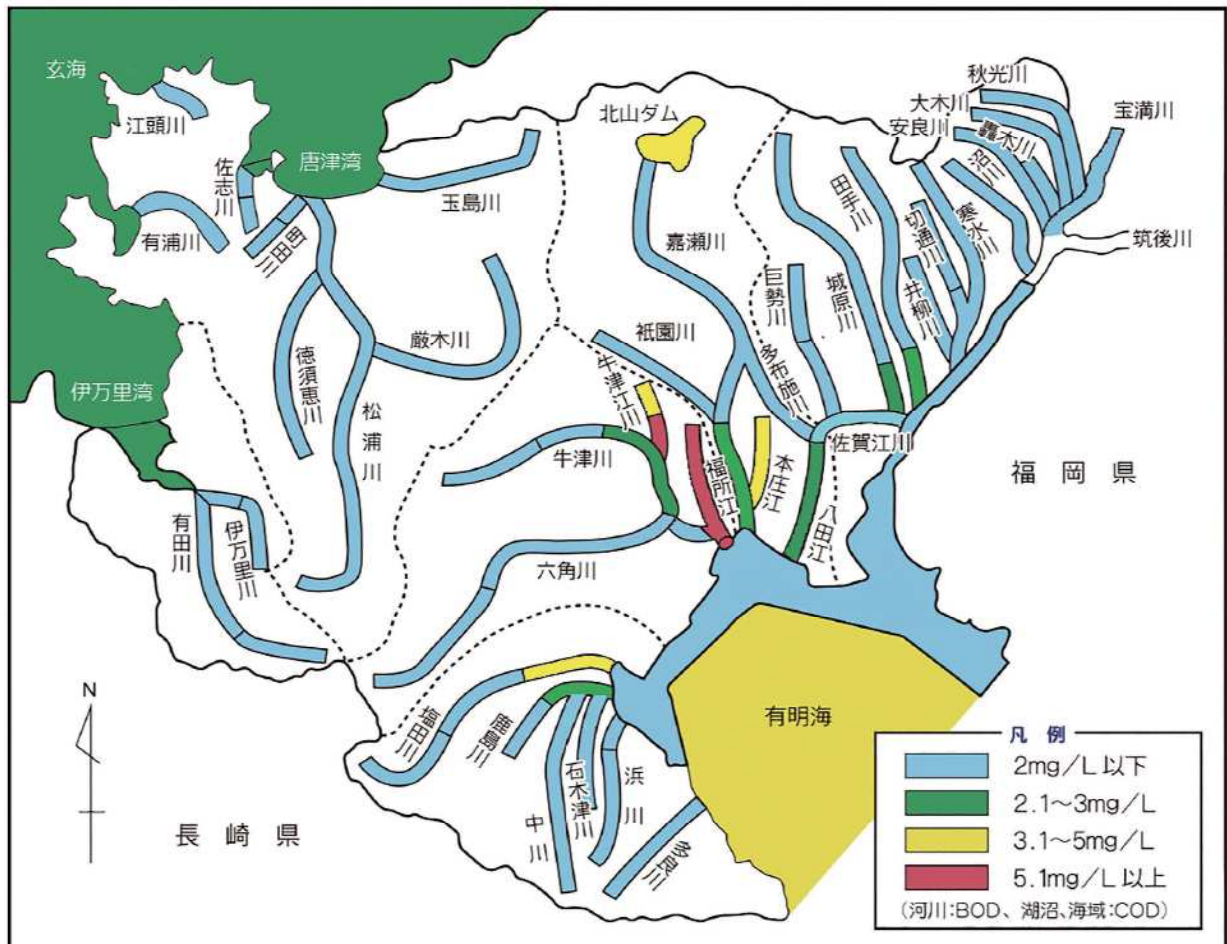 玄海
江頭川
唐津湾
佐志川
有浦川
町田川
玉島川
北山ダム
嘉瀬川
秋光川
大木川
安良川
轟木川
宝満川
沼川
田手川
切通川
寒水川
井柳川
筑後川
巨勢川
城原川
厳木川
徳須恵川
松浦川
伊万里湾
祇園川
多布施川
牛津江川
牛津川
福所江
本庄江
佐賀江川
八田江
福岡県
有田川
伊万里川
六角川
塩田川
鹿島川
中川
石木津川
浜川
多良川
有明海
長崎県
N
凡例
2mg/L以下
2.1~3mg/L
3.1~5mg/L
5.1mg/L以上
(河川:BOD、湖沼、海域:COD)